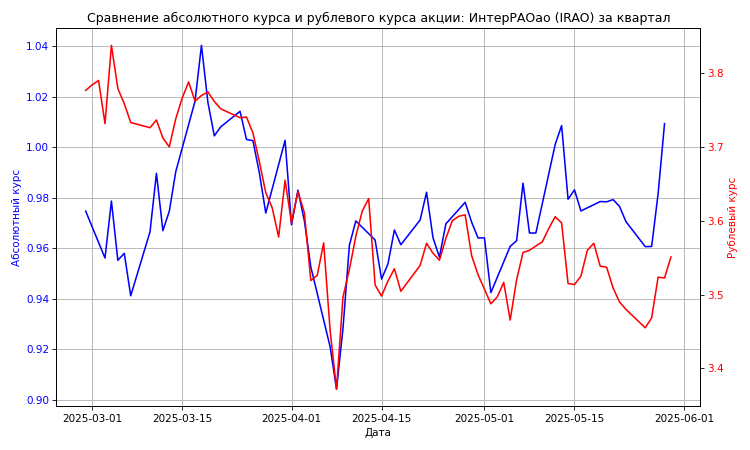 Сравнение абсолютного курса и рублевого курса акции: ИнтерРАОао (IRAO) за квартал
1.04
1.02
1.00
0.98
0.96
0.94
0.92
0.90
Абсолютный курс
3.8
3.7
3.6
3.5
3.4
Рублевый курс
2025-03-01 2025-03-15 2025-04-01 2025-04-15 2025-05-01 2025-05-15 2025-06-01
Дата